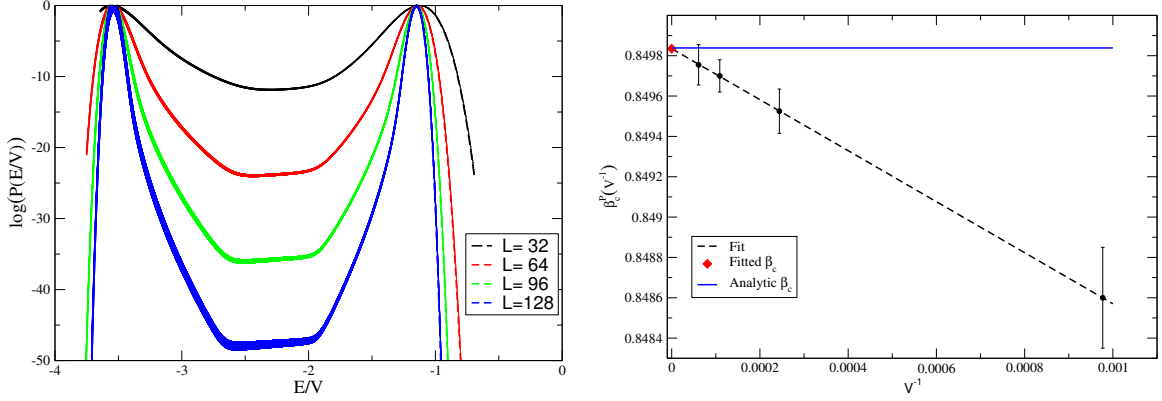 log(P(E/V))
0
-10
-20
-30
-40
-50
-4
-3
-2
-1
0
E/V
L= 32
L= 64
L= 96
L=128
β_c^P(V^-1)
0.8498
0.8496
0.8494
0.8492
0.849
0.8488
0.8486
0.8484
0
0.0002
0.0004
0.0006
0.0008
0.001
V^-1
Fit
Fitted β_c
Analytic β_c